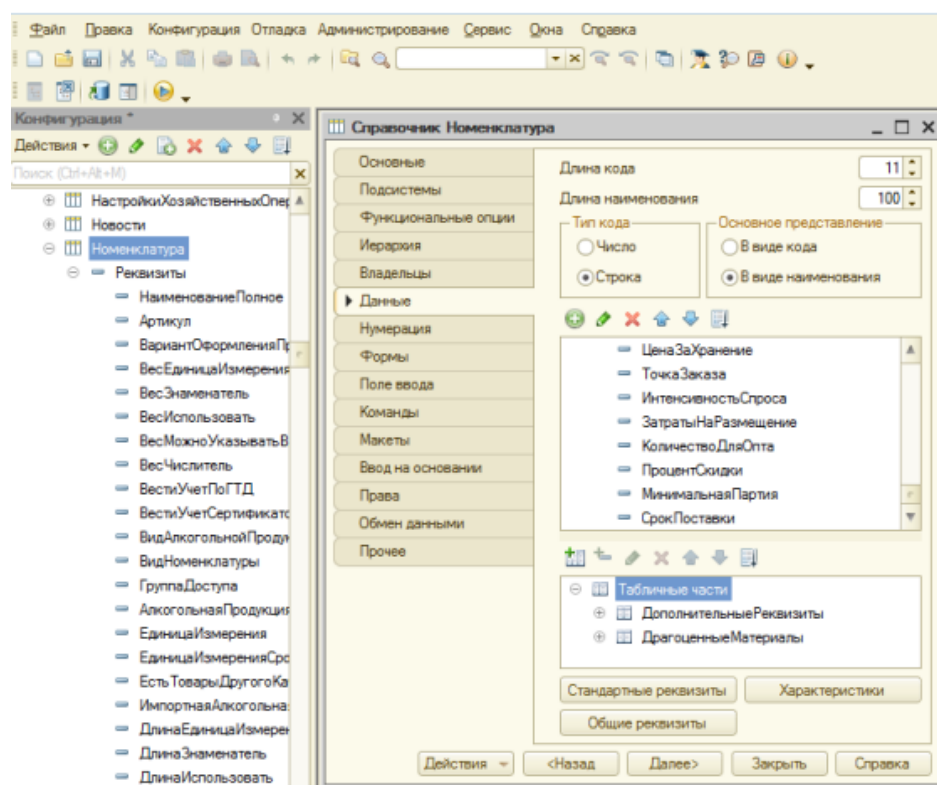 Файл Правка Конфигурация Отладка Администрирование Сервис Окна Справка
Конфигурация *
Действия
Поиск (Ctrl+Alt+M)
НастройкиХозяйственныхОпер
Новости
Номенклатура
Реквизиты
НаименованиеПолное
Артикул
ВариантОформленияПр
ВесЕдиницаИзмерения
ВесЗнаменатель
ВесИспользовать
ВесМожноУказыватьВ
ВесЧислитель
ВестиУчетПоГТД
ВестиУчетСертификатс
ВидАлкогольнойПродук
ВидНоменклатуры
ГруппаДоступа
АлкогольнаяПродукция
ЕдиницаИзмерения
ЕдиницаИзмеренияСро
ЕстьТоварыДругогоКа
ИмпортнаяАлкогольна
ДлинаЕдиницаИзмерен
ДлинаЗнаменатель
ДлинаИспользовать
Справочник Номенклатура
Основные
Подсистемы
Функциональные опции
Иерархия
Владельцы
Данные
Нумерация
Формы
Поле ввода
Команды
Макеты
Ввод на основании
Права
Обмен данными
Прочее
Длина кода 11
Длина наименования 100
Тип кода Основное представление
Число В виде кода
Строка В виде наименования
ЦенаЗаХранение
ТочкаЗаказа
ИнтенсивностьСпроса
ЗатратыНаРазмещение
КоличествоДляОпта
ПроцентСкидки
МинимальнаяПартия
СрокПоставки
Табличные части
ДополнительныеРеквизиты
ДрагоценныеМатериалы
Стандартные реквизиты Характеристики
Общие реквизиты
Действия <Назад Далее> Закрыть Справка